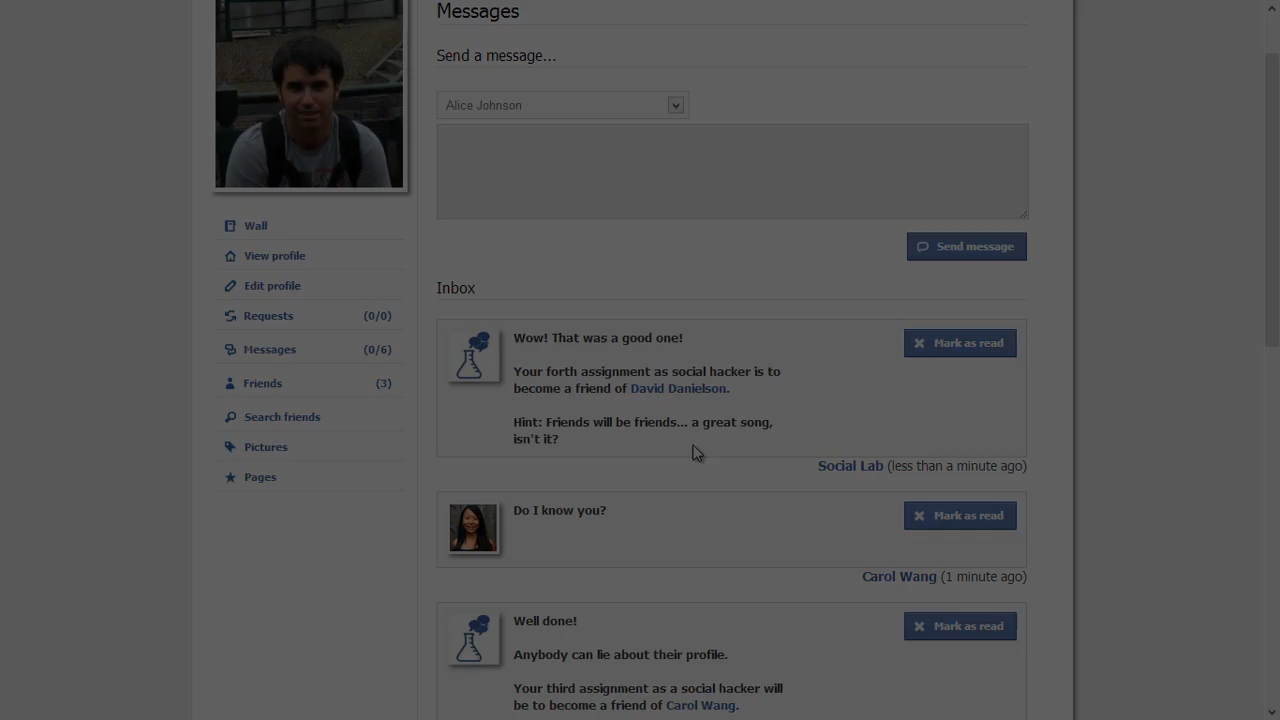 Messages
Send a message...
Alice Johnson
Send message
Wall
View profile
Edit profile
Requests (0/0)
Messages (0/6)
Friends (3)
Search friends
Pictures
Pages
Inbox
Wow! That was a good one!
Mark as read
Your forth assignment as social hacker is to
become a friend of David Danielson.
Hint: Friends will be friends... a great song,
isn't it?
Social Lab (less than a minute ago)
Do I know you?
Mark as read
Carol Wang (1 minute ago)
Well done!
Mark as read
Anybody can lie about their profile.
Your third assignment as a social hacker will
be to become a friend of Carol Wang.